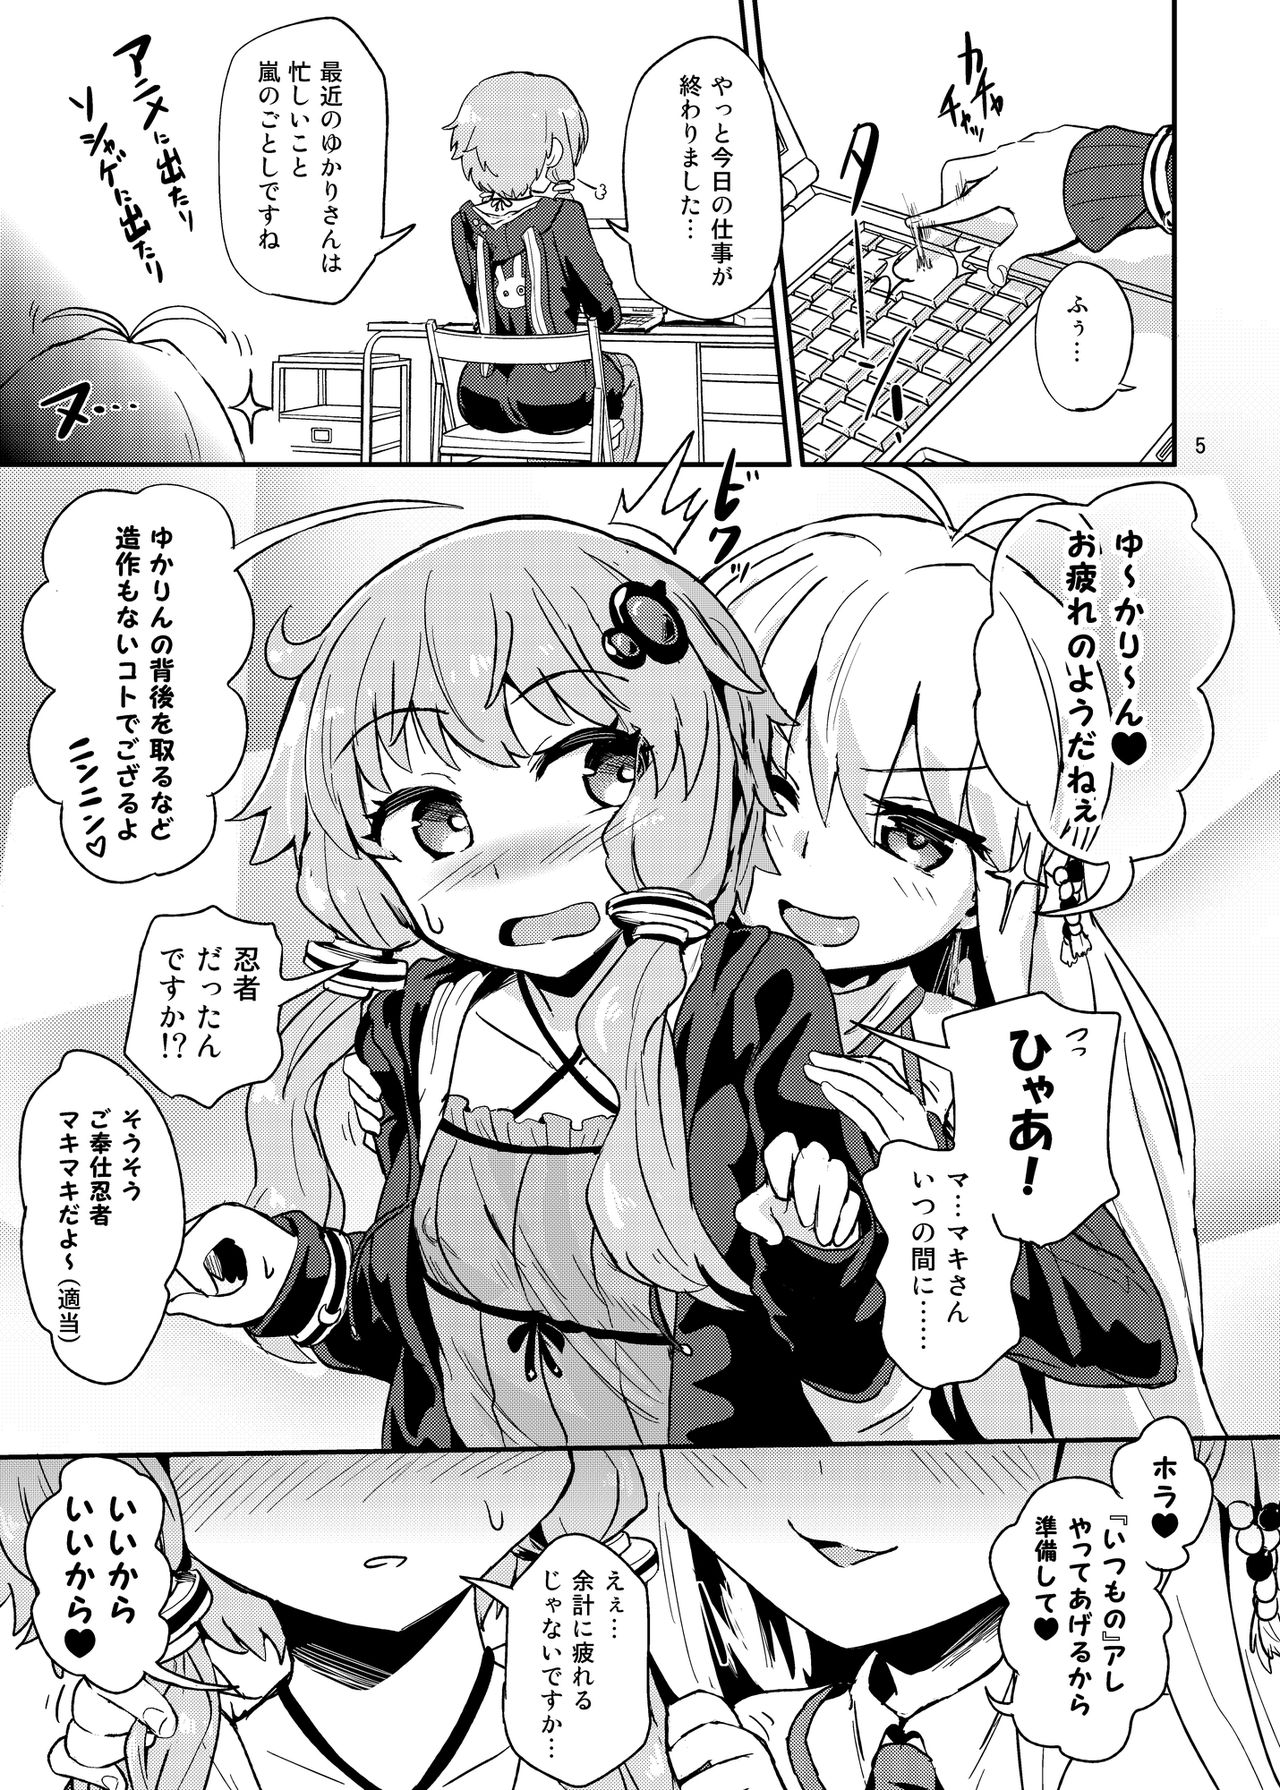 カチャ
チャッ
タ
ーー
ンッ
ふぅ…
5
やっと今日の仕事が
終わりました…
最近のゆかりさんは
忙しいこと
嵐のごとしですね
アニメに出たり
ソシャゲに出たり
ヌ…
ゆ～かり～ん♥
お疲れのようだねぇ
ビクッ
っっ
ひゃあ!
マ…マキさん
いつの間に……
ゆかりんの背後を取るなど
造作もないコトでござるよ
ニンニン♡
忍者
だったん
ですか!?
そうそう
ご奉仕忍者
マキマキだよ～(適当)
ホラ♥
『いつもの』アレ
やってあげるから
準備して♥
えぇ…
余計に疲れる
じゃないですか…
いいから
いいから♥